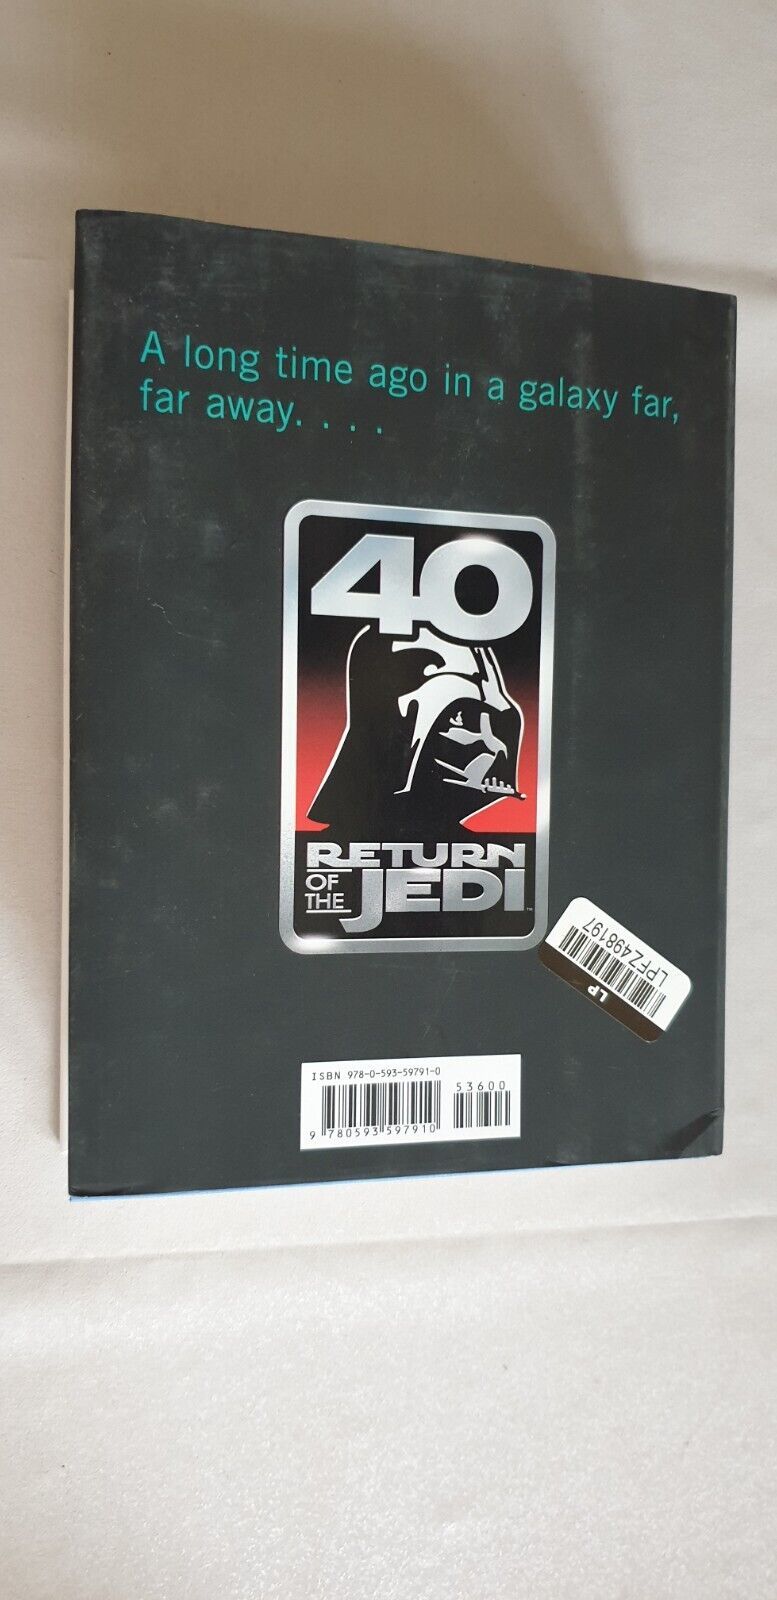 A long time ago in a galaxy far,
far away. . . .
40
RETURN
OF
THE
JEDI
TM
LP
LPFZ498197
ISBN 978-0-593-59791-0
53600
9 780593 597910